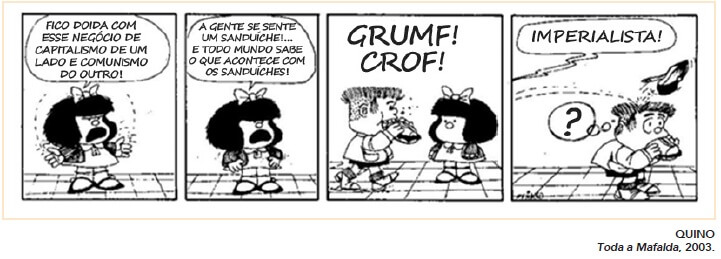 FICO DOIDA COM
ESSE NEGÓCIO DE
CAPITALISMO DE UM
LADO E COMUNISMO
DO OUTRO!
A GENTE SE SENTE
UM SANDUÍCHE!...
E TODO MUNDO SABE
O QUE ACONTECE COM
OS SANDUÍCHES!
GRUMF!
CROF!
IMPERIALISTA!
?
QUINO
Toda a Mafalda, 2003.